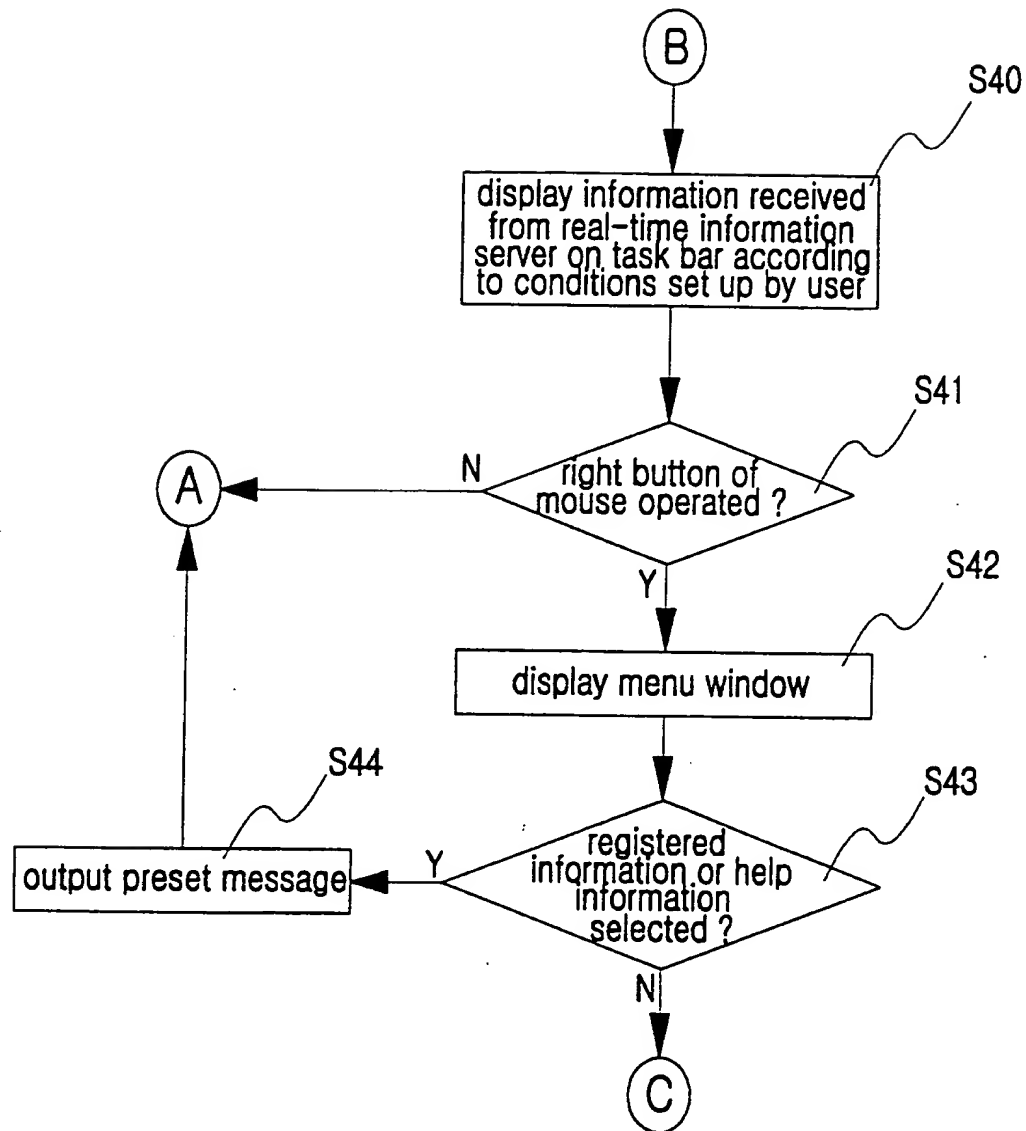 B
S40
display information received
from real-time information
server on task bar according
to conditions set up by user
S41
right button of
mouse operated ?
N
A
Y
S42
display menu window
S44
S43
registered
information or help
information
selected ?
Y
output preset message
N
C